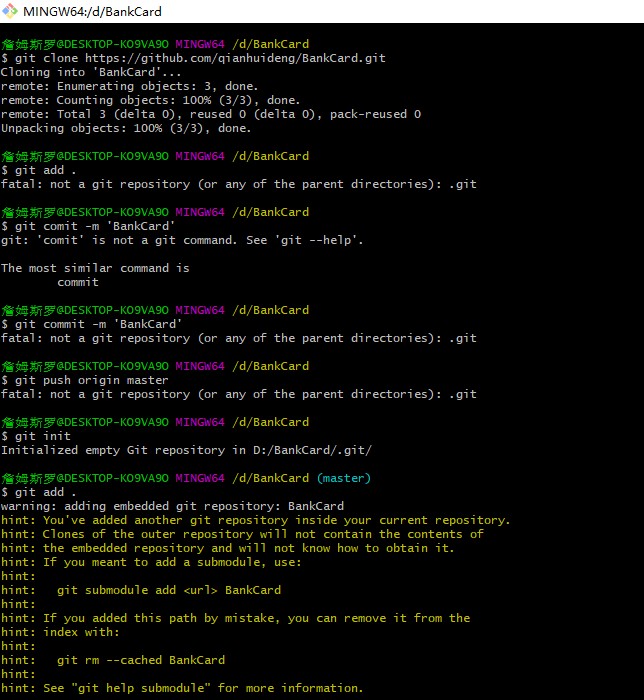 MINGW64:/d/BankCard
詹姆斯罗@DESKTOP-KO9VA9O MINGW64 /d/BankCard
$ git clone https://github.com/qianhuideng/BankCard.git
Cloning into 'BankCard'...
remote: Enumerating objects: 3, done.
remote: Counting objects: 100% (3/3), done.
remote: Total 3 (delta 0), reused 0 (delta 0), pack-reused 0
Unpacking objects: 100% (3/3), done.
詹姆斯罗@DESKTOP-KO9VA9O MINGW64 /d/BankCard
$ git add .
fatal: not a git repository (or any of the parent directories): .git
詹姆斯罗@DESKTOP-KO9VA9O MINGW64 /d/BankCard
$ git comit -m 'BankCard'
git: 'comit' is not a git command. See 'git --help'.
The most similar command is
commit
詹姆斯罗@DESKTOP-KO9VA9O MINGW64 /d/BankCard
$ git commit -m 'BankCard'
fatal: not a git repository (or any of the parent directories): .git
詹姆斯罗@DESKTOP-KO9VA9O MINGW64 /d/BankCard
$ git push origin master
fatal: not a git repository (or any of the parent directories): .git
詹姆斯罗@DESKTOP-KO9VA9O MINGW64 /d/BankCard
$ git init
Initialized empty Git repository in D:/BankCard/.git/
詹姆斯罗@DESKTOP-KO9VA9O MINGW64 /d/BankCard (master)
$ git add .
warning: adding embedded git repository: BankCard
hint: You've added another git repository inside your current repository.
hint: Clones of the outer repository will not contain the contents of
hint: the embedded repository and will not know how to obtain it.
hint: If you meant to add a submodule, use:
hint:
hint:   git submodule add <url> BankCard
hint:
hint: If you added this path by mistake, you can remove it from the
hint: index with:
hint:
hint:   git rm --cached BankCard
hint:
hint: See "git help submodule" for more information.